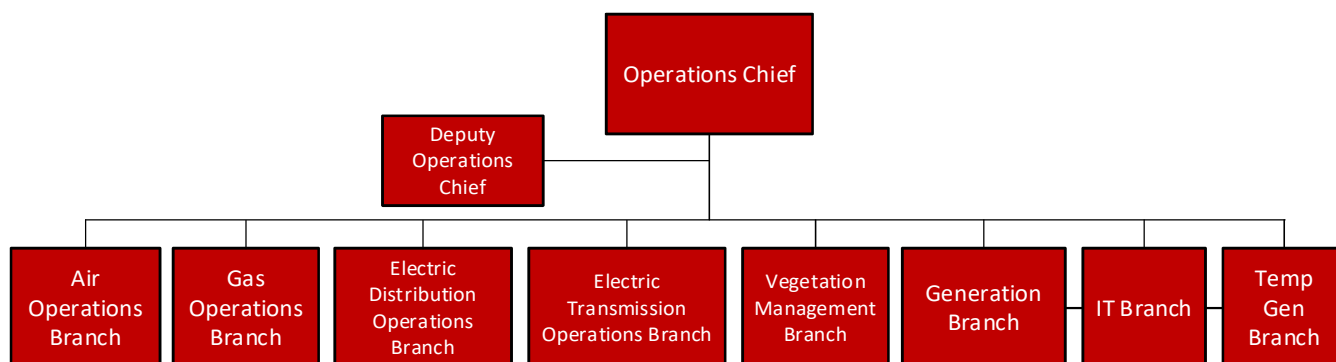 Operations Chief
Deputy
Operations
Chief
Air
Operations
Branch
Gas
Operations
Branch
Electric
Distribution
Operations
Branch
Electric
Transmission
Operations Branch
Vegetation
Management
Branch
Generation
Branch
IT Branch
Temp
Gen
Branch